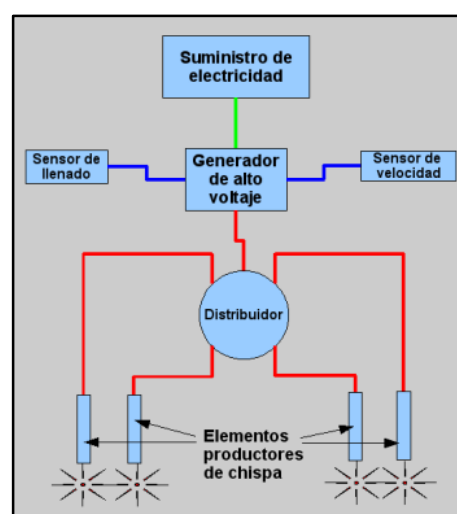 Suministro de
electricidad
Sensor de
llenado
Generador
de alto
voltaje
Sensor de
velocidad
Distribuidor
Elementos
productores
de chispa